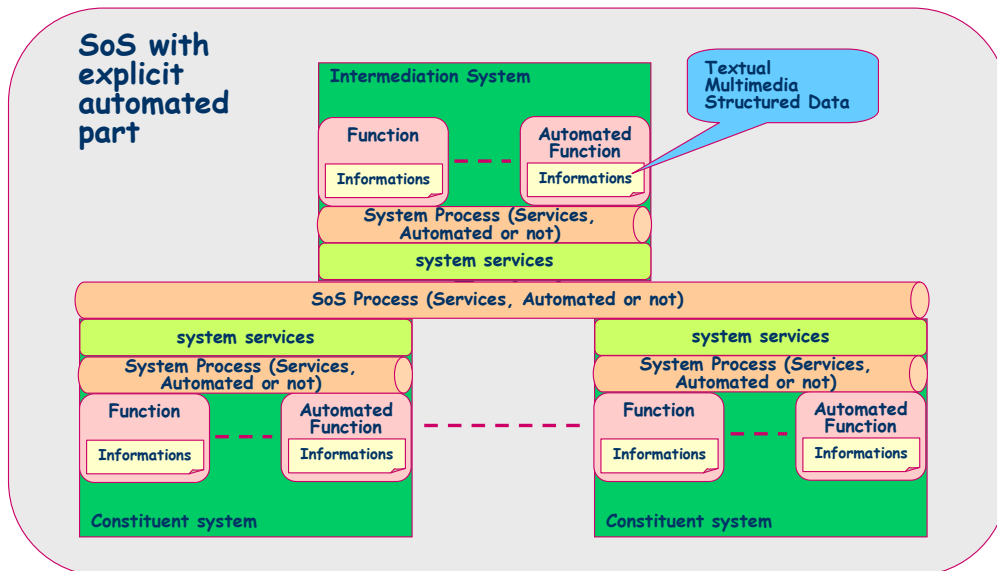 SoS with
explicit
automated
part
Intermediation System
Textual
Multimedia
Structured Data
Function
Informations
Automated
Function
Informations
System Process (Services,
Automated or not)
system services
SoS Process (Services, Automated or not)
system services
System Process (Services,
Automated or not)
Function
Informations
Automated
Function
Informations
Constituent system
system services
System Process (Services,
Automated or not)
Function
Informations
Automated
Function
Informations
Constituent system